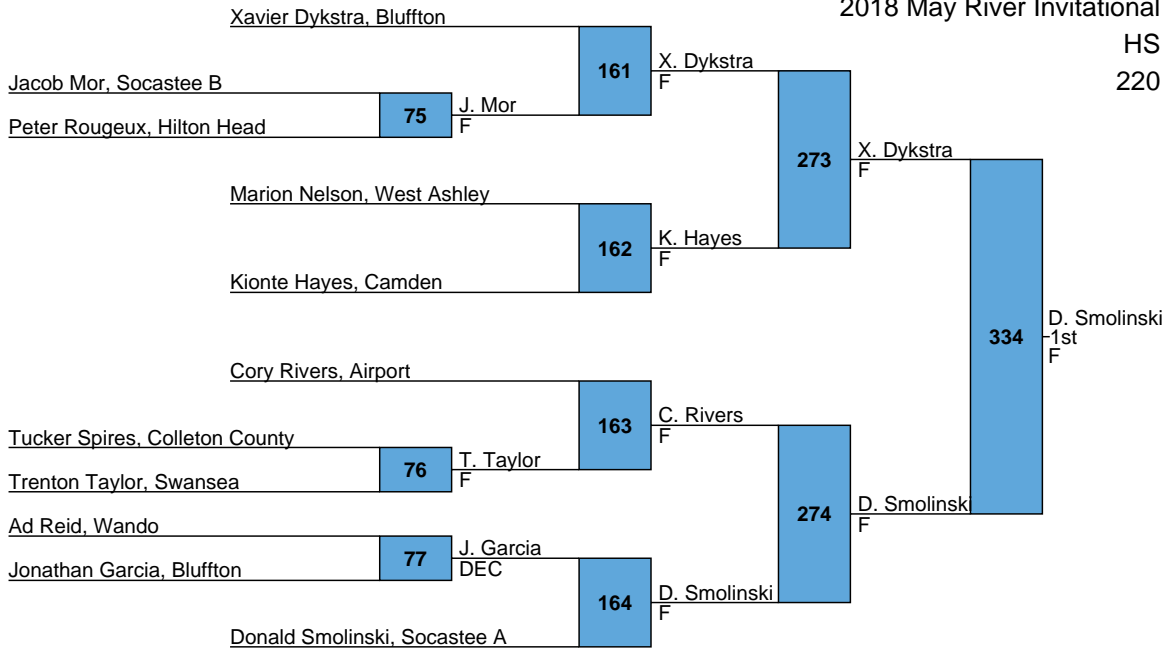 2018 May River Invitational
HS
220
Xavier Dykstra, Bluffton
161
X. Dykstra
F
Jacob Mor, Socastee B
75
J. Mor
F
Peter Rougeux, Hilton Head
273
X. Dykstra
F
Marion Nelson, West Ashley
162
K. Hayes
F
Kionte Hayes, Camden
334
D. Smolinski
1st
F
Cory Rivers, Airport
163
C. Rivers
F
Tucker Spires, Colleton County
76
T. Taylor
F
Trenton Taylor, Swansea
274
D. Smolinski
F
Ad Reid, Wando
77
J. Garcia
DEC
Jonathan Garcia, Bluffton
164
D. Smolinski
F
Donald Smolinski, Socastee A